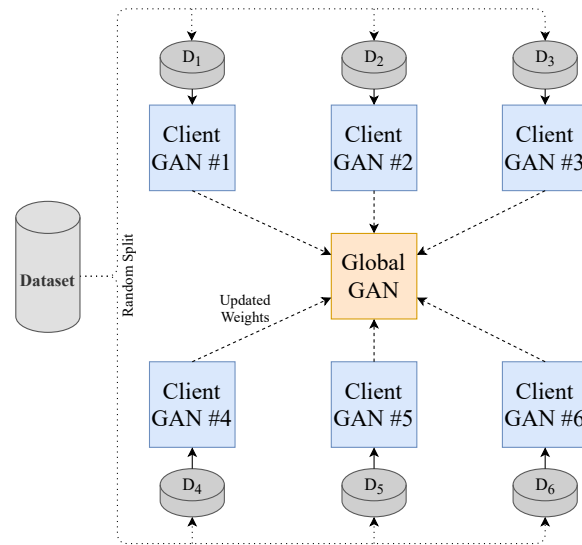 D1
D2
D3
Client
GAN #1
Client
GAN #2
Client
GAN #3
Dataset
Random Split
Global
GAN
Updated
Weights
Client
GAN #4
Client
GAN #5
Client
GAN #6
D4
D5
D6